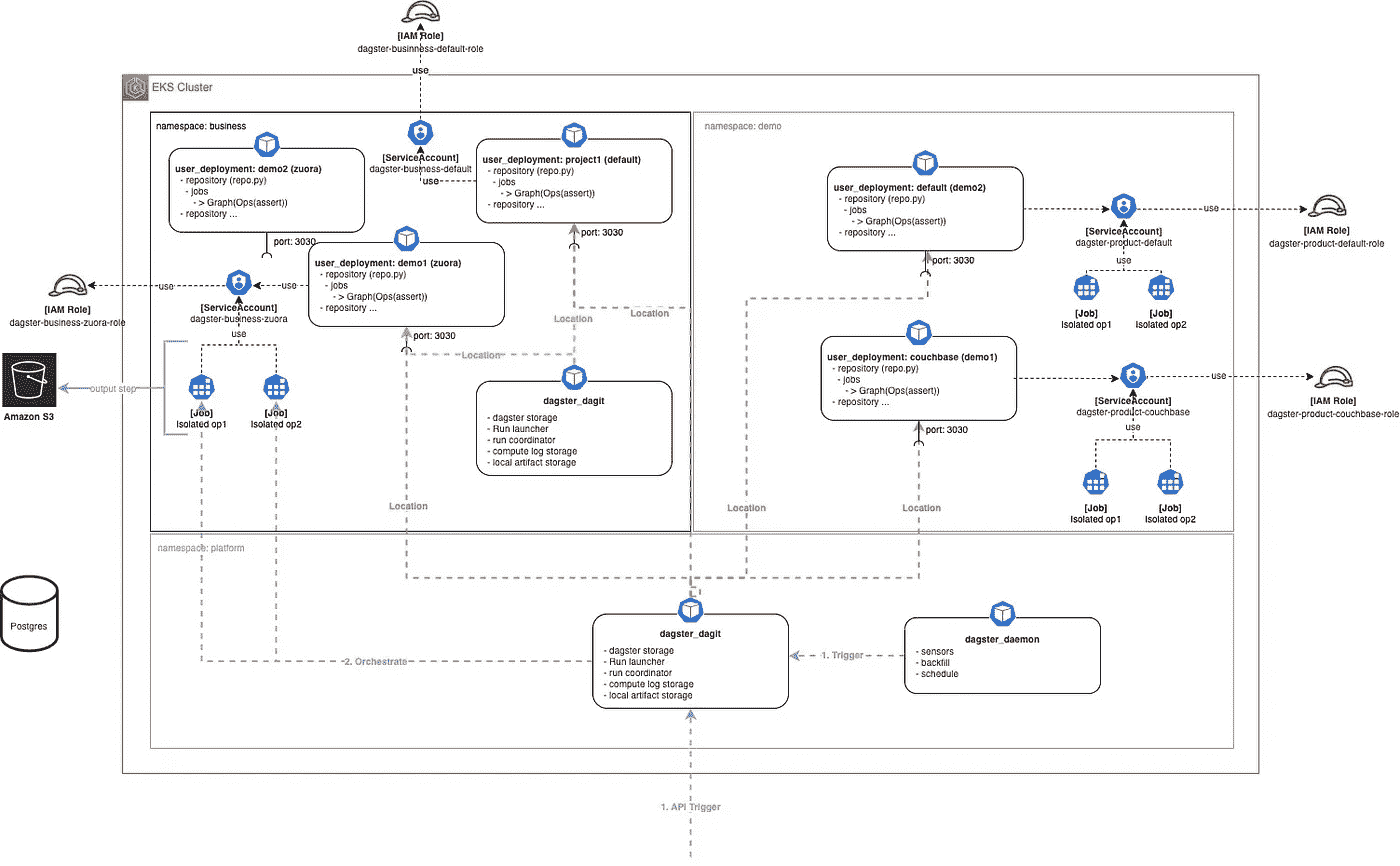 [IAM Role]
dagster-businness-default-role
use
EKS Cluster
namespace: business
user_deployment: demo2 (zuora)
- repository (repo.py)
- jobs
- > Graph(Ops(assert))
- repository ...
port: 3030
[ServiceAccount]
dagster-business-default
use
user_deployment: project1 (default)
- repository (repo.py)
- jobs
- > Graph(Ops(assert))
- repository ...
port: 3030
user_deployment: demo1 (zuora)
- repository (repo.py)
- jobs
- > Graph(Ops(assert))
- repository ...
port: 3030
use
use
[IAM Role]
dagster-business-zuora-role
[ServiceAccount]
dagster-business-zuora
use
Location
Location
Location
output step
Amazon S3
[Job]
Isolated op1
[Job]
Isolated op2
dagster_dagit
- dagster storage
- Run launcher
- run coordinator
- compute log storage
- local artifact storage
Location
namespace: demo
user_deployment: default (demo2)
- repository (repo.py)
- jobs
- > Graph(Ops(assert))
- repository ...
port: 3030
[ServiceAccount]
dagster-product-default
use
use
[IAM Role]
dagster-product-default-role
[Job]
Isolated op1
[Job]
Isolated op2
user_deployment: couchbase (demo1)
- repository (repo.py)
- jobs
- > Graph(Ops(assert))
- repository ...
port: 3030
[ServiceAccount]
dagster-product-couchbase
use
use
[IAM Role]
dagster-product-couchbase-role
[Job]
Isolated op1
[Job]
Isolated op2
Location
Location
namespace: platform
Postgres
2. Orchestrate
dagster_dagit
- dagster storage
- Run launcher
- run coordinator
- compute log storage
- local artifact storage
1. Trigger
dagster_daemon
- sensors
- backfill
- schedule
1. API Trigger